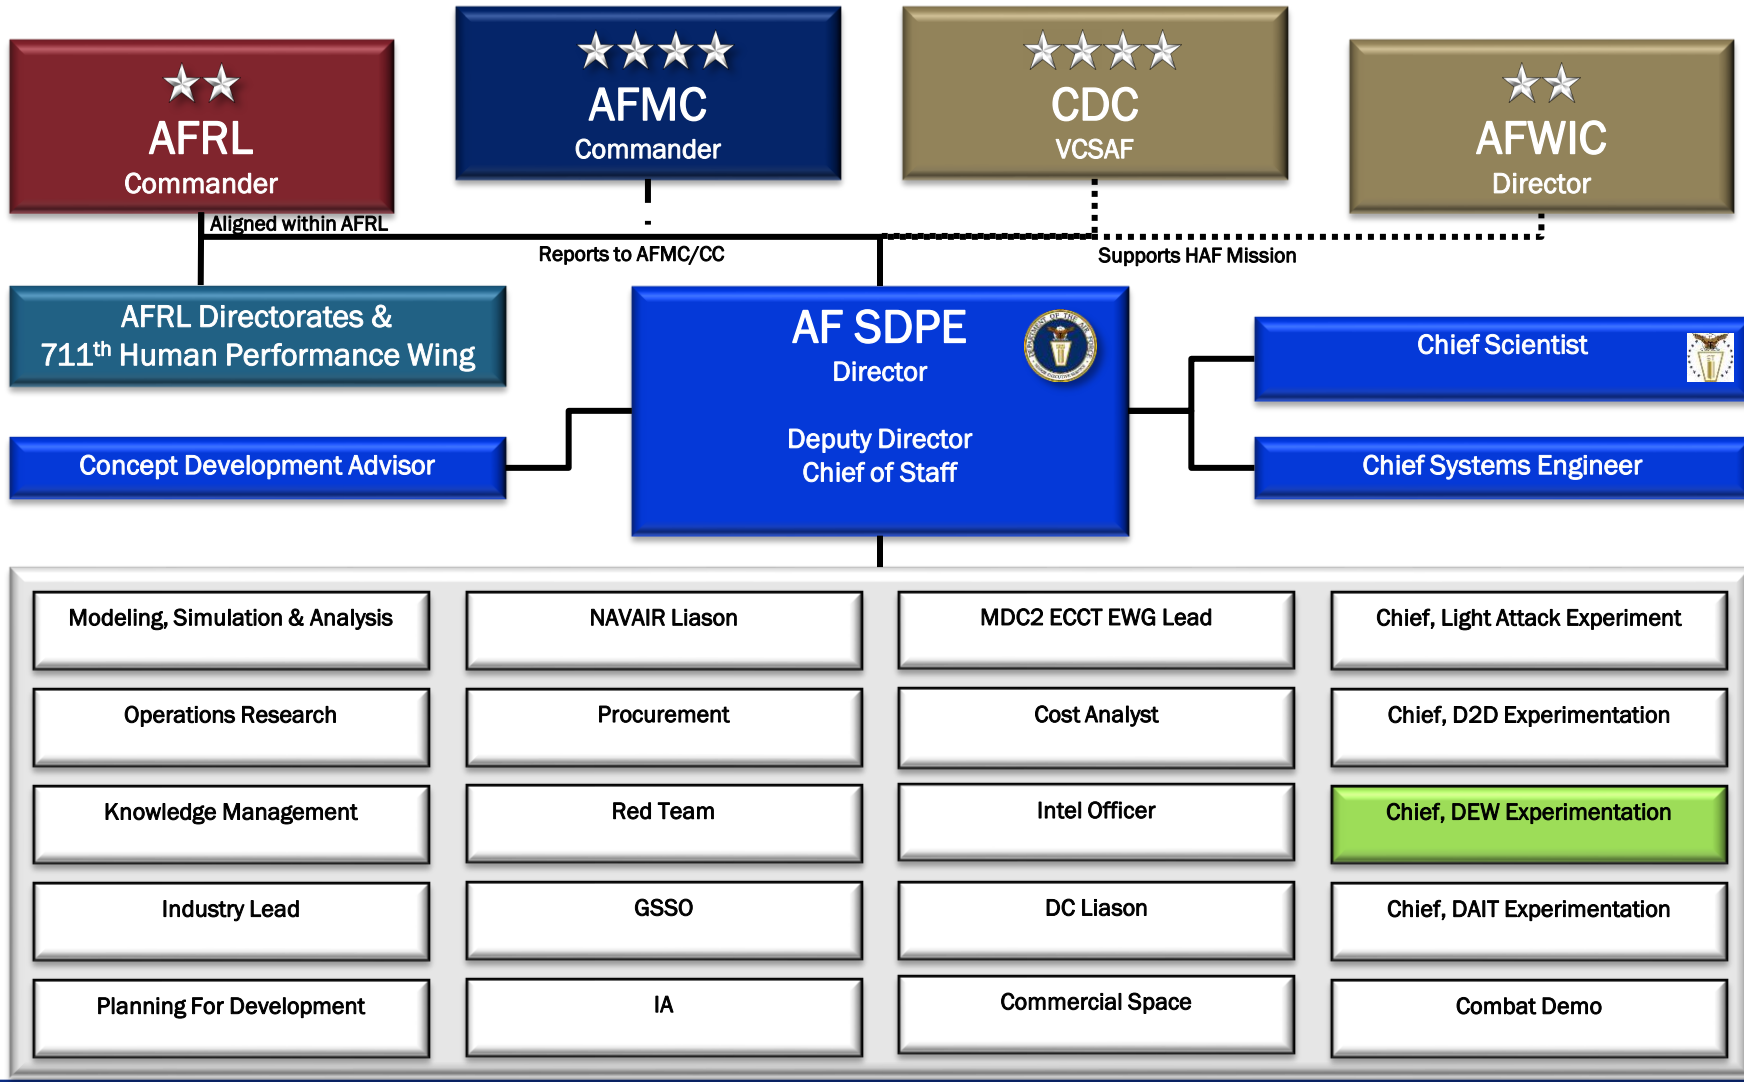 AFRL
Commander
AFMC
Commander
CDC
VCSAF
AFWIC
Director
Aligned within AFRL
Reports to AFMC/CC
Supports HAF Mission
AFRL Directorates &
711th Human Performance Wing
AF SDPE
Director
Deputy Director
Chief of Staff
Chief Scientist
Concept Development Advisor
Chief Systems Engineer
Modeling, Simulation & Analysis
NAVAIR Liason
MDC2 ECCT EWG Lead
Chief, Light Attack Experiment
Operations Research
Procurement
Cost Analyst
Chief, D2D Experimentation
Knowledge Management
Red Team
Intel Officer
Chief, DEW Experimentation
Industry Lead
GSSO
DC Liason
Chief, DAIT Experimentation
Planning For Development
IA
Commercial Space
Combat Demo